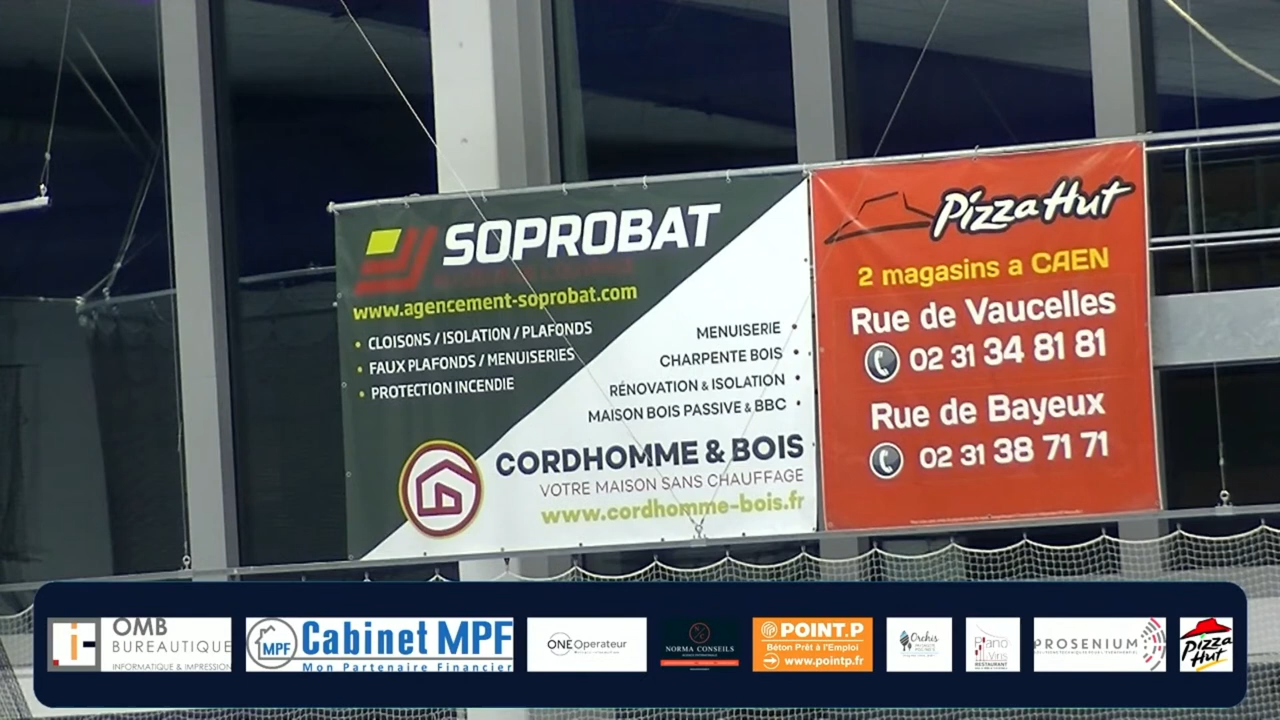 SOPROBAT
www.agencement-soprobat.com
• CLOISONS / ISOLATION / PLAFONDS
• FAUX PLAFONDS / MENUISERIES
• PROTECTION INCENDIE
MENUISERIE •
CHARPENTE BOIS •
RÉNOVATION & ISOLATION •
MAISON BOIS PASSIVE & BBC •
CORDHOMME & BOIS
VOTRE MAISON SANS CHAUFFAGE
www.cordhomme-bois.fr
Pizza Hut
2 magasins a CAEN
Rue de Vaucelles
02 31 34 81 81
Rue de Bayeux
02 31 38 71 71
OMB
BUREAUTIQUE
INFORMATIQUE & IMPRESSION
MPF
Cabinet MPF
Mon Partenaire Financier
ONE Operateur
NORMA CONSEILS
POINT.P
Béton Prêt à l'Emploi
www.pointp.fr
Orchis
Piano
Vins
RESTAURANT
PROSENIUM
Pizza
Hut